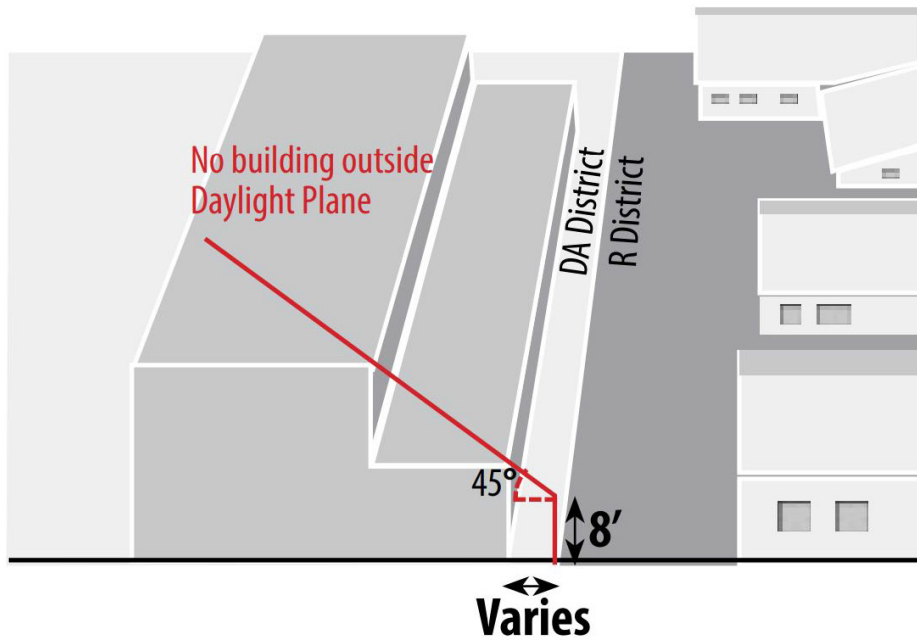 No building outside
Daylight Plane
DA District
R District
45°
8’
Varies